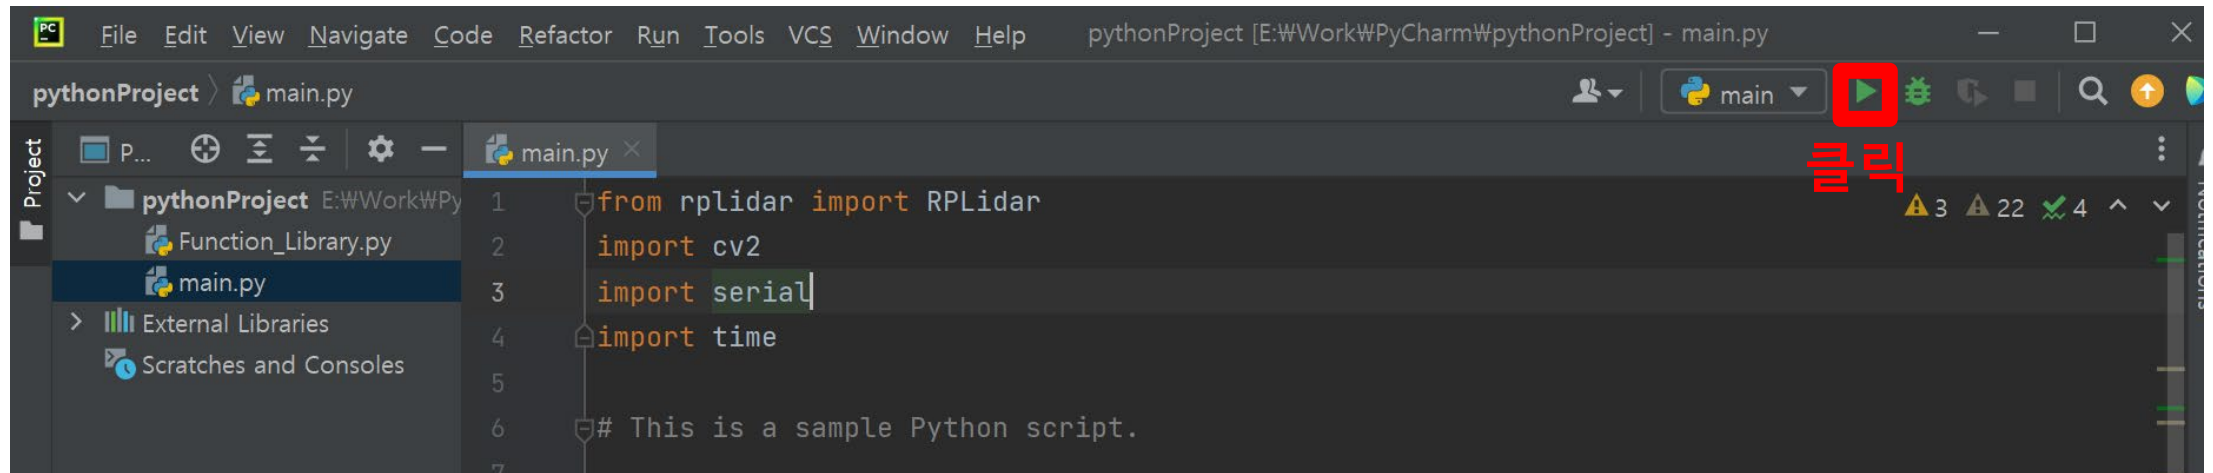 PC File Edit View Navigate Code Refactor Run Tools VCS Window Help pythonProject [E:₩Work₩PyCharm₩pythonProject] - main.py
pythonProject main.py main
클릭
Project P... main.py
pythonProject E:₩Work₩Py
Function_Library.py
main.py
External Libraries
Scratches and Consoles
1 from rplidar import RPLidar
2 import cv2
3 import serial
4 import time
5
6 # This is a sample Python script.
7
3 22 4
Notifications